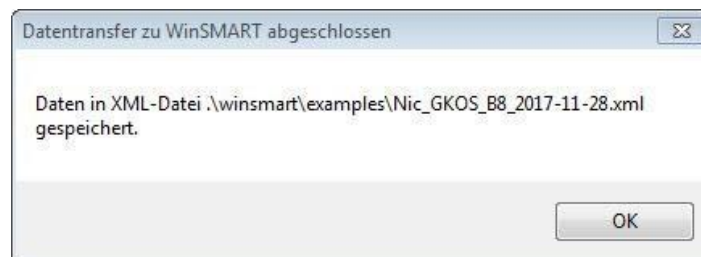 Datentransfer zu WinSMART abgeschlossen
Daten in XML-Datei .\winsmart\examples\Nic_GKOS_B8_2017-11-28.xml
gespeichert.
OK